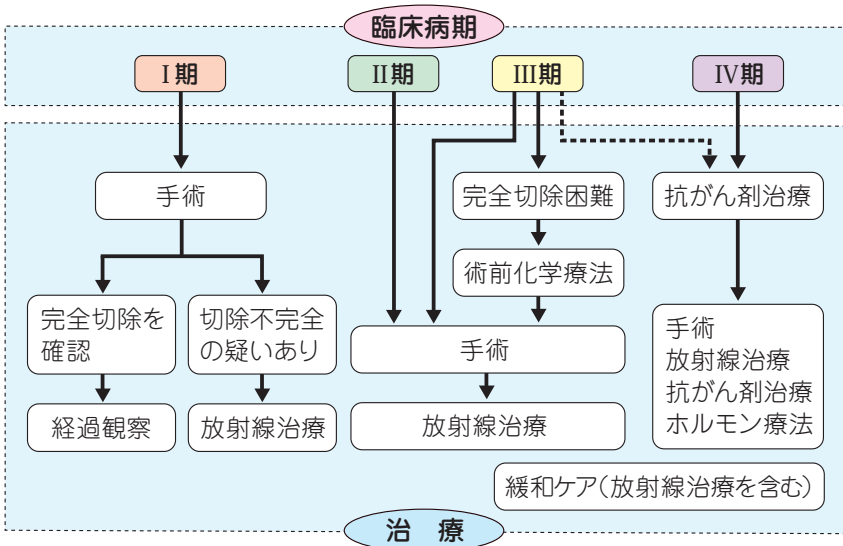 臨床病期
Ⅰ期
Ⅱ期
Ⅲ期
Ⅳ期
手術
完全切除困難
抗がん剤治療
術前化学療法
完全切除を
確認
切除不完全
の疑いあり
手術
手術
放射線治療
抗がん剤治療
ホルモン療法
経過観察
放射線治療
放射線治療
緩和ケア(放射線治療を含む)
治 療